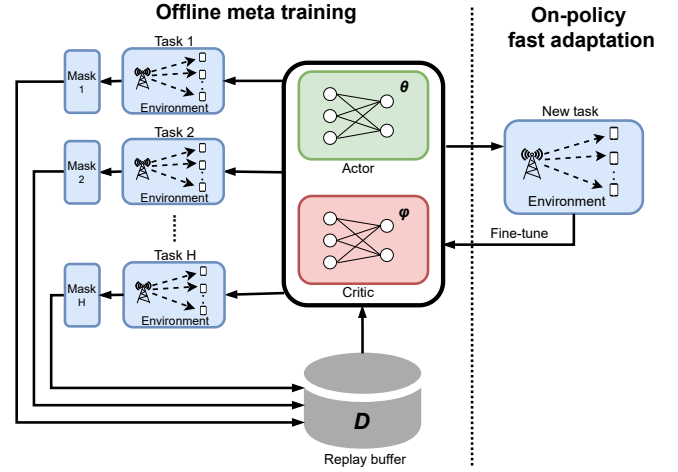 Offline meta training
On-policy
fast adaptation
Task 1
Mask
1
Environment
θ
Actor
New task
Environment
Task 2
Mask
2
Environment
φ
Critic
Fine-tune
Task H
Mask
H
Environment
D
Replay buffer